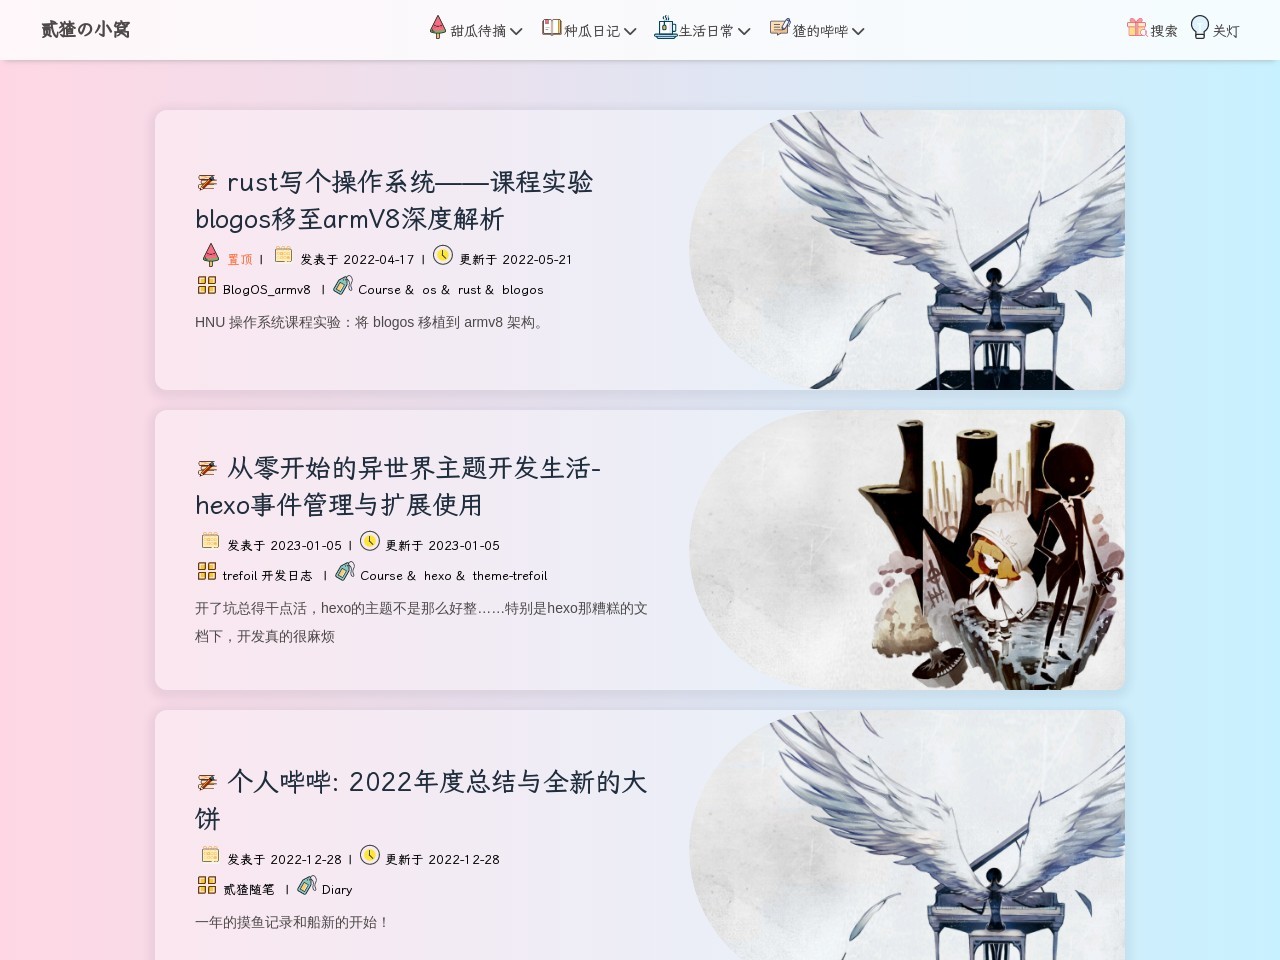 贰猹の小窝
甜瓜待摘 种瓜日记 生活日常 猹的哔哔
搜索 关灯
rust写个操作系统——课程实验
blogos移至armV8深度解析
置顶 | 发表于 2022-04-17 | 更新于 2022-05-21
BlogOS_armv8 | Course & os & rust & blogos
HNU 操作系统课程实验：将 blogos 移植到 armv8 架构。
从零开始的异世界主题开发生活-
hexo事件管理与扩展使用
发表于 2023-01-05 | 更新于 2023-01-05
trefoil 开发日志 | Course & hexo & theme-trefoil
开了坑总得干点活，hexo的主题不是那么好整……特别是hexo那糟糕的文
档下，开发真的很麻烦
个人哔哔: 2022年度总结与全新的大
饼
发表于 2022-12-28 | 更新于 2022-12-28
贰猹随笔 | Diary
一年的摸鱼记录和船新的开始！